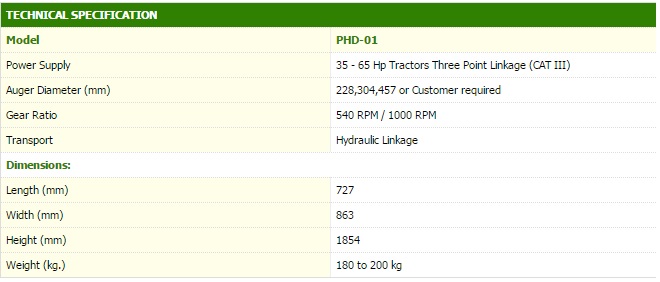 TECHNICAL SPECIFICATION
Model PHD-01
Power Supply 35 - 65 Hp Tractors Three Point Linkage (CAT III)
Auger Diameter (mm) 228,304,457 or Customer required
Gear Ratio 540 RPM / 1000 RPM
Transport Hydraulic Linkage
Dimensions:
Length (mm) 727
Width (mm) 863
Height (mm) 1854
Weight (kg.) 180 to 200 kg